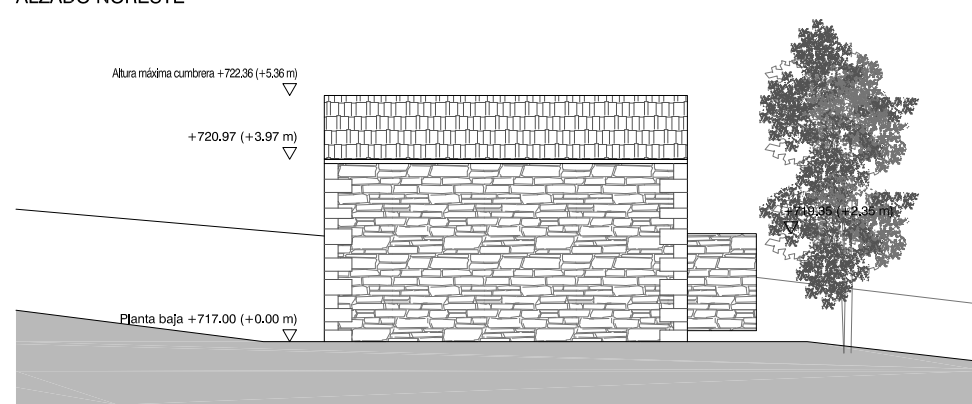 ALZADO NORESTE
Altura máxima cumbrera +722.36 (+5.36 m)
+720.97 (+3.97 m)
+719.35 (+2.35 m)
Planta baja +717.00 (+0.00 m)